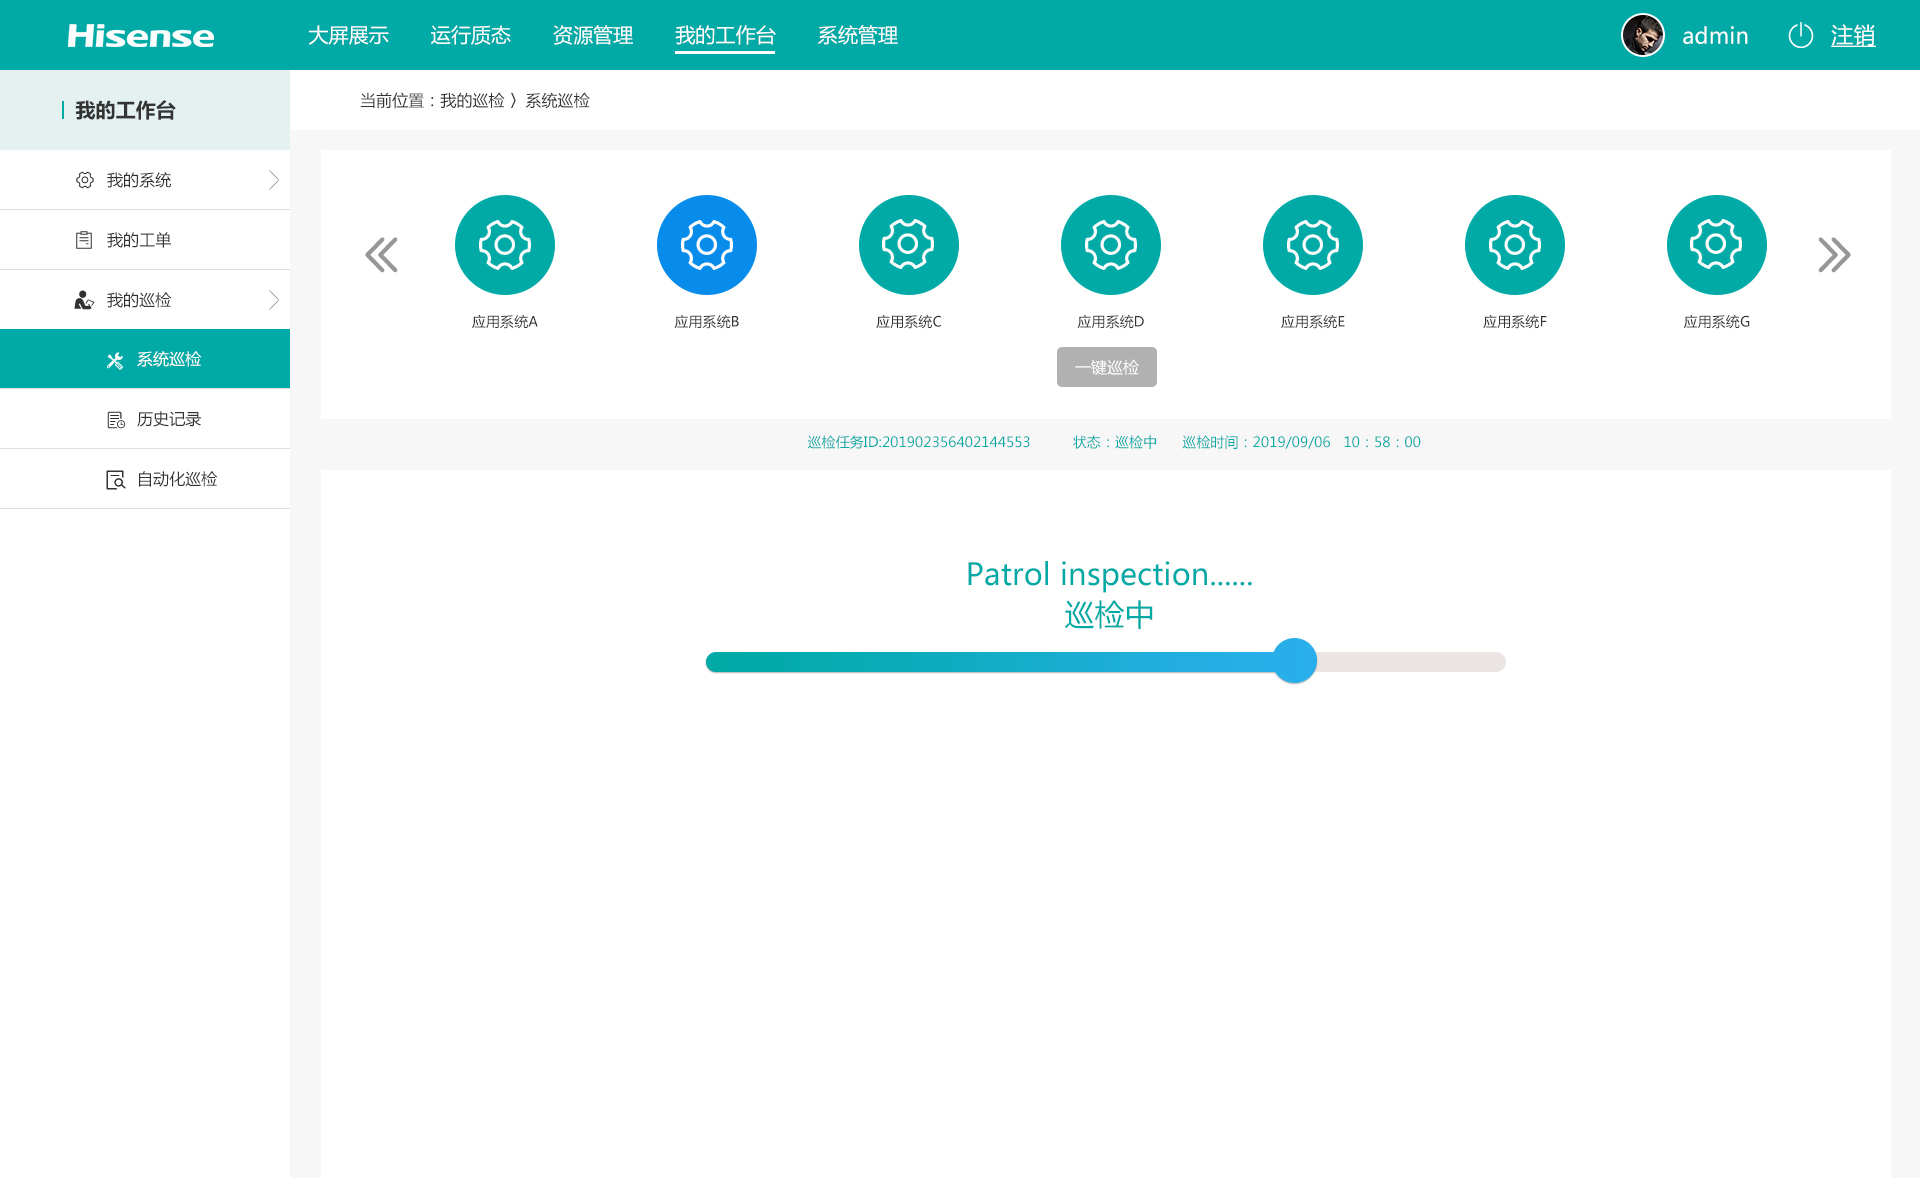 Hisense
大屏展示 运行质态 资源管理 我的工作台 系统管理
admin 注销
我的工作台
当前位置：我的巡检 〉系统巡检
我的系统
我的工单
我的巡检
系统巡检
历史记录
自动化巡检
应用系统A 应用系统B 应用系统C 应用系统D 应用系统E 应用系统F 应用系统G
一键巡检
巡检任务ID:201902356402144553 状态：巡检中 巡检时间：2019/09/06 10：58：00
Patrol inspection......
巡检中